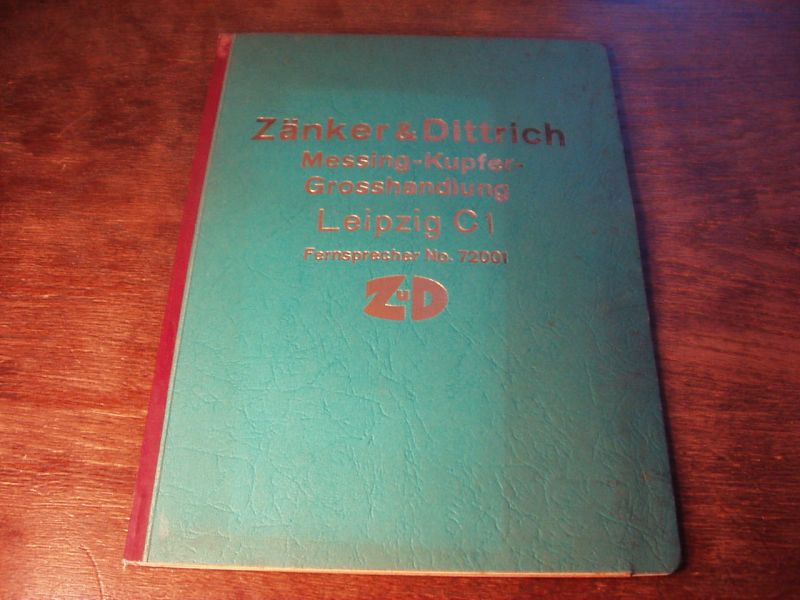 Zänker & Dittrich
Messing-Kupfer-
Grosshandlung
Leipzig C1
Fernsprecher No. 72001
ZuD